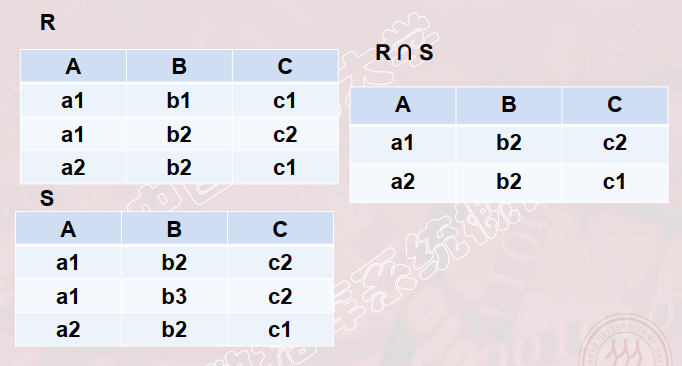 R
A B C
a1 b1 c1
a1 b2 c2
a2 b2 c1
S
A B C
a1 b2 c2
a1 b3 c2
a2 b2 c1
R ∩ S
A B C
a1 b2 c2
a2 b2 c1